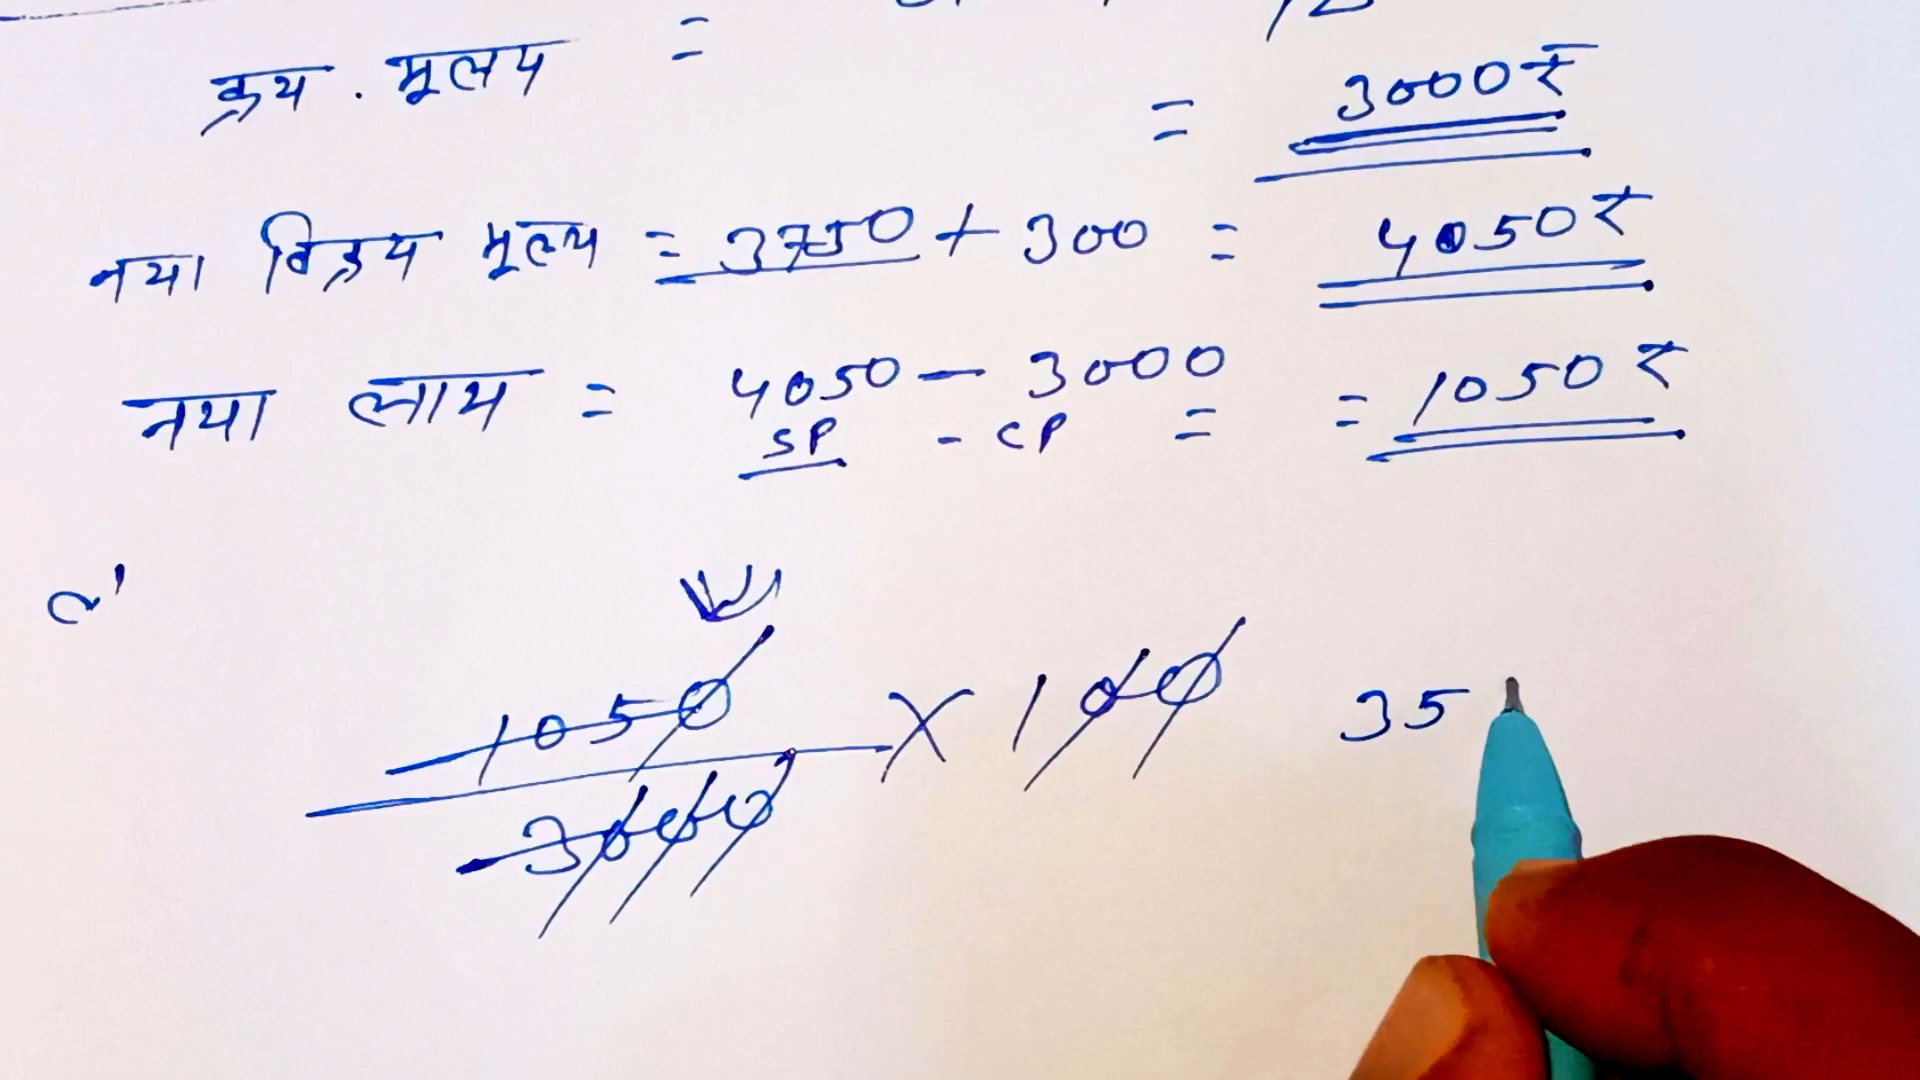 क्रय . मूल्य =
= 3000₹
नया विक्रय मूल्य = 3750 + 300 = 4050₹
नया लाभ = 4050 - 3000 = 1050₹
SP - CP =
1050 × 100 35
3000